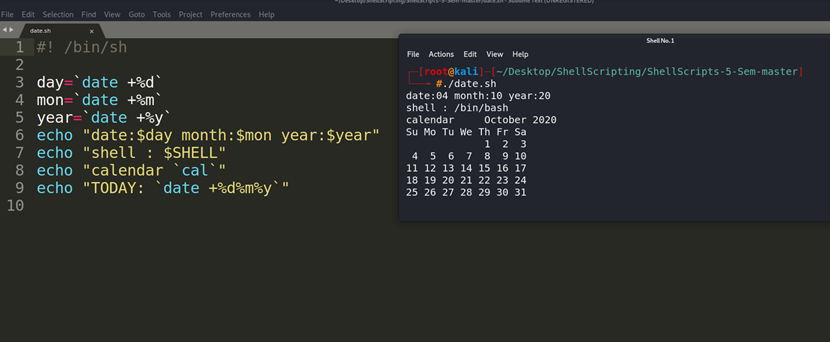 ~/Desktop/ShellScripting/ShellScripts-5-Sem-master/date.sh - Sublime Text (UNREGISTERED)
File Edit Selection Find View Goto Tools Project Preferences Help
date.sh
1 #! /bin/sh
2
3 day=`date +%d`
4 mon=`date +%m`
5 year=`date +%y`
6 echo "date:$day month:$mon year:$year"
7 echo "shell : $SHELL"
8 echo "calendar `cal`"
9 echo "TODAY: `date +%d%m%y`"
10
Shell No. 1
File Actions Edit View Help
[root@kali]-[~/Desktop/ShellScripting/ShellScripts-5-Sem-master]
#./date.sh
date:04 month:10 year:20
shell : /bin/bash
calendar     October 2020
Su Mo Tu We Th Fr Sa
             1  2  3
 4  5  6  7  8  9 10
11 12 13 14 15 16 17
18 19 20 21 22 23 24
25 26 27 28 29 30 31